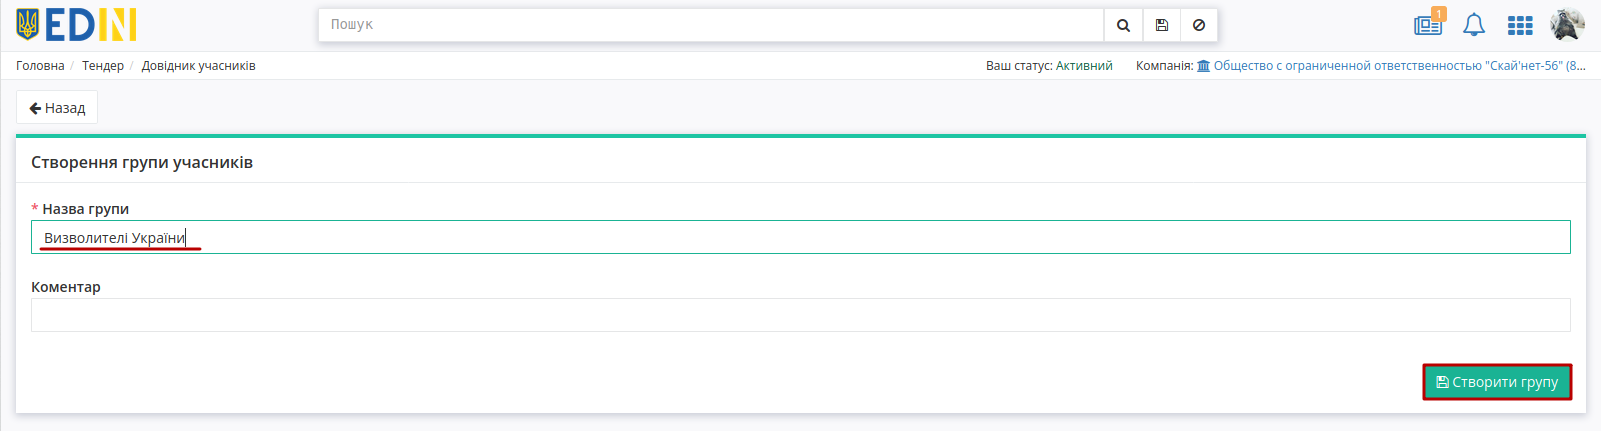 EDIN
Пошук
1
Головна / Тендер / Довідник учасників
Ваш статус: Активний
Компанія: Общество с ограниченной ответственностью "Скай'нет-56" (8...
Назад
Створення групи учасників
* Назва групи
Визволителі України
Коментар
Створити групу